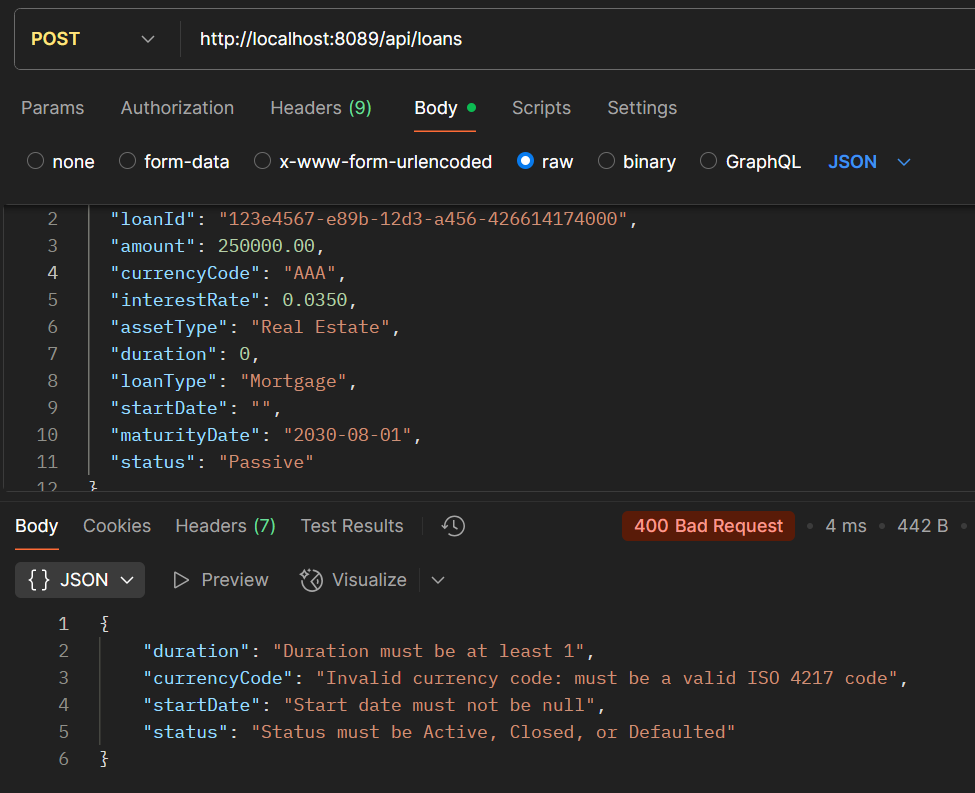 POST http://localhost:8089/api/loans
Params Authorization Headers (9) Body Scripts Settings
none form-data x-www-form-urlencoded raw binary GraphQL JSON
2 "loanId": "123e4567-e89b-12d3-a456-426614174000",
3 "amount": 250000.00,
4 "currencyCode": "AAA",
5 "interestRate": 0.0350,
6 "assetType": "Real Estate",
7 "duration": 0,
8 "loanType": "Mortgage",
9 "startDate": "",
10 "maturityDate": "2030-08-01",
11 "status": "Passive"
12 }
Body Cookies Headers (7) Test Results 400 Bad Request • 4 ms • 442 B •
{} JSON Preview Visualize
1 {
2 "duration": "Duration must be at least 1",
3 "currencyCode": "Invalid currency code: must be a valid ISO 4217 code",
4 "startDate": "Start date must not be null",
5 "status": "Status must be Active, Closed, or Defaulted"
6 }